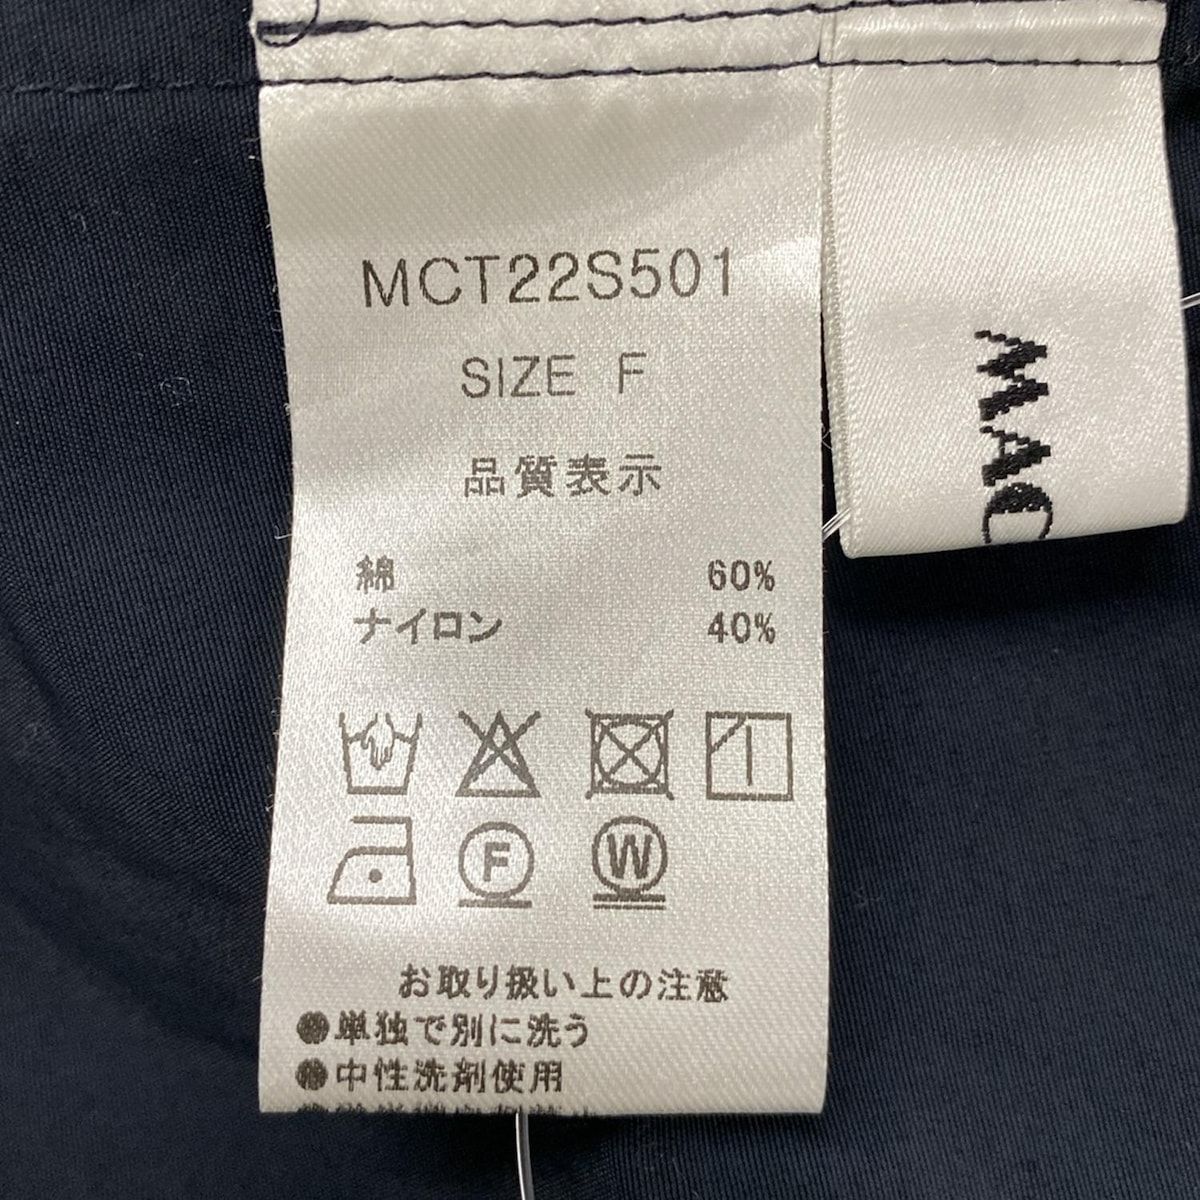 MCT22S501
SIZE F
品質表示
綿 60%
ナイロン 40%
F
W
お取り扱い上の注意
●単独で別に洗う
●中性洗剤使用
MAC